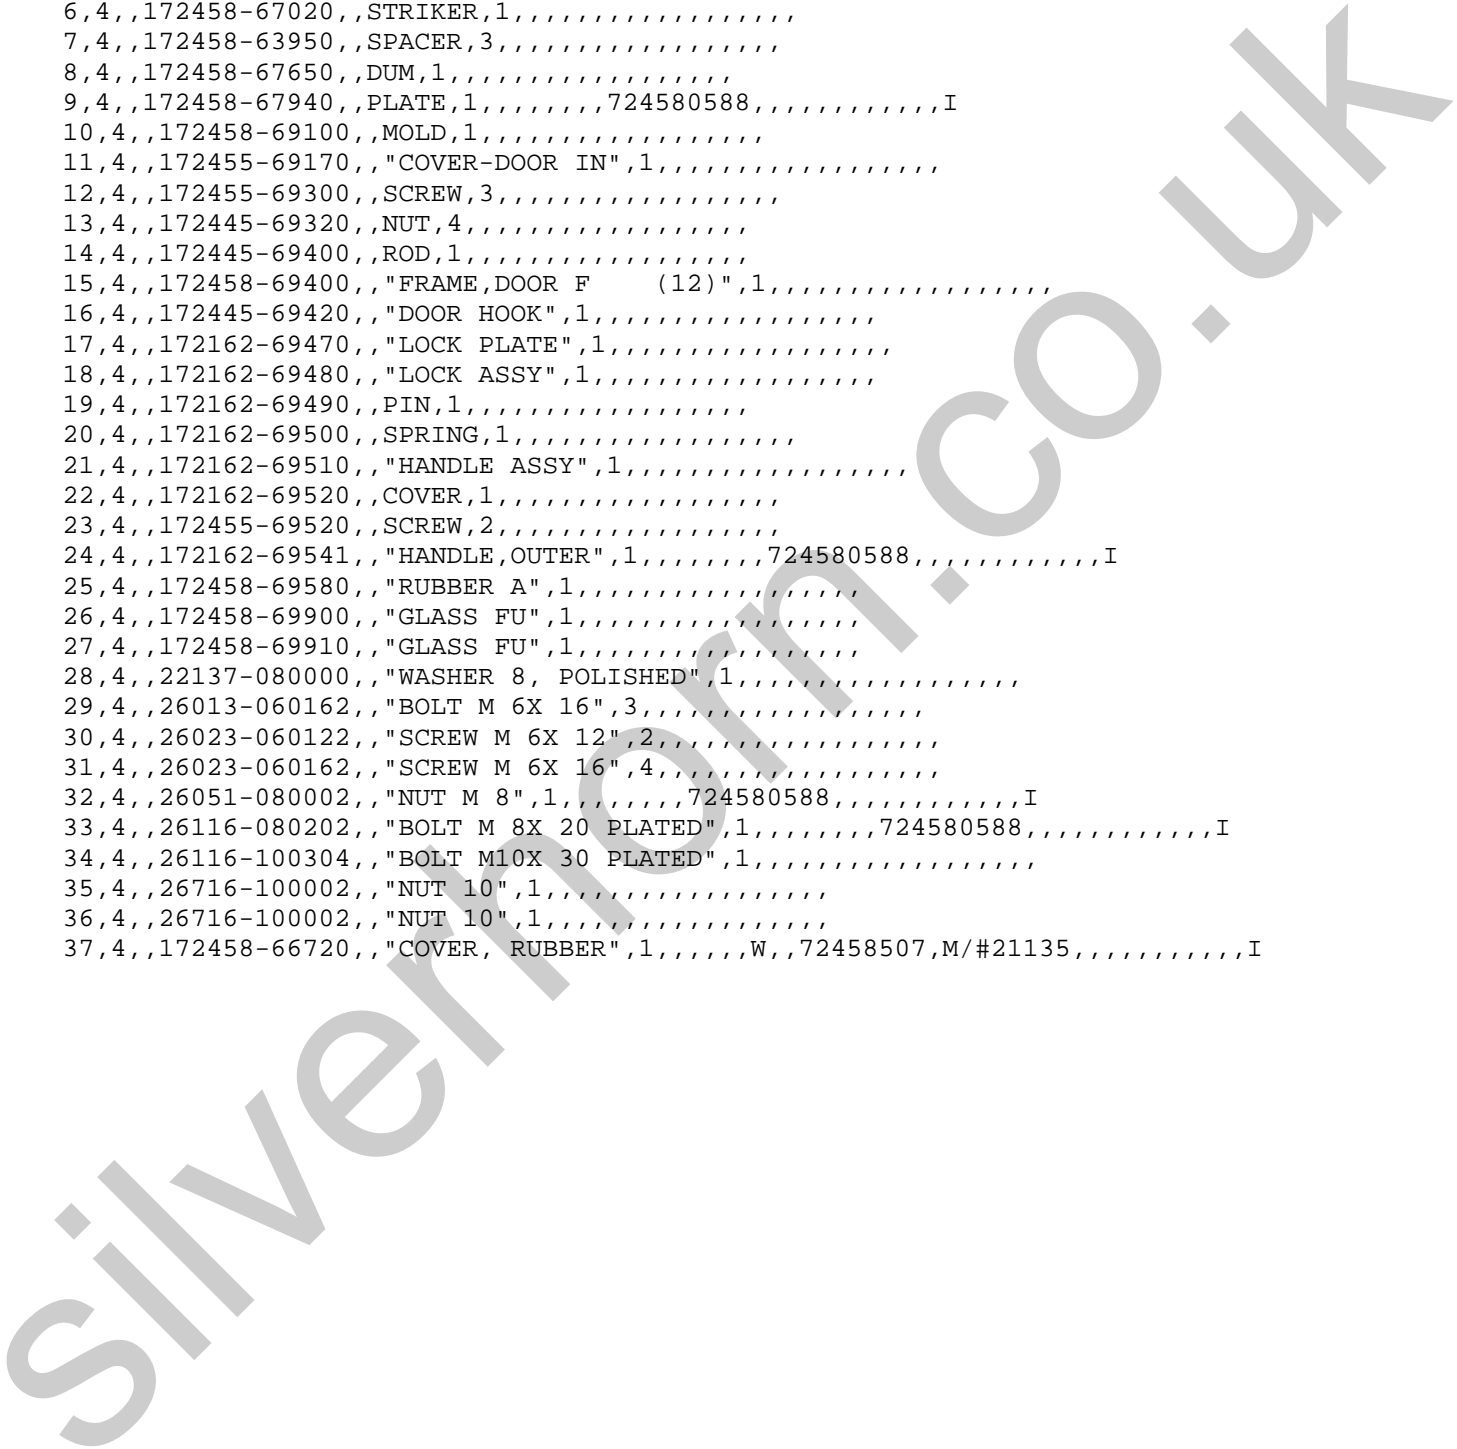 6,4,,172458-67020,,STRIKER,1,,,,,,,,,,,,,,,,,,
7,4,,172458-63950,,SPACER,3,,,,,,,,,,,,,,,,,,
8,4,,172458-67650,,DUM,1,,,,,,,,,,,,,,,,,,
9,4,,172458-67940,,PLATE,1,,,,,,,,724580588,,,,,,,,,,,,I
10,4,,172458-69100,,MOLD,1,,,,,,,,,,,,,,,,,,
11,4,,172455-69170,,"COVER-DOOR IN",1,,,,,,,,,,,,,,,,,,
12,4,,172455-69300,,SCREW,3,,,,,,,,,,,,,,,,,,
13,4,,172445-69320,,NUT,4,,,,,,,,,,,,,,,,,,
14,4,,172445-69400,,ROD,1,,,,,,,,,,,,,,,,,,
15,4,,172458-69400,,"FRAME,DOOR F    (12)",1,,,,,,,,,,,,,,,,,,
16,4,,172445-69420,,"DOOR HOOK",1,,,,,,,,,,,,,,,,,,
17,4,,172162-69470,,"LOCK PLATE",1,,,,,,,,,,,,,,,,,,
18,4,,172162-69480,,"LOCK ASSY",1,,,,,,,,,,,,,,,,,,
19,4,,172162-69490,,PIN,1,,,,,,,,,,,,,,,,,,
20,4,,172162-69500,,SPRING,1,,,,,,,,,,,,,,,,,,
21,4,,172162-69510,,"HANDLE ASSY",1,,,,,,,,,,,,,,,,,,
22,4,,172162-69520,,COVER,1,,,,,,,,,,,,,,,,,,
23,4,,172455-69520,,SCREW,2,,,,,,,,,,,,,,,,,,
24,4,,172162-69541,,"HANDLE,OUTER",1,,,,,,,,724580588,,,,,,,,,,,,I
25,4,,172458-69580,,"RUBBER A",1,,,,,,,,,,,,,,,,,,
26,4,,172458-69900,,"GLASS FU",1,,,,,,,,,,,,,,,,,,
27,4,,172458-69910,,"GLASS FU",1,,,,,,,,,,,,,,,,,,
28,4,,22137-080000,,"WASHER 8, POLISHED",1,,,,,,,,,,,,,,,,,,
29,4,,26013-060162,,"BOLT M 6X 16",3,,,,,,,,,,,,,,,,,,
30,4,,26023-060122,,"SCREW M 6X 12",2,,,,,,,,,,,,,,,,,,
31,4,,26023-060162,,"SCREW M 6X 16",4,,,,,,,,,,,,,,,,,,
32,4,,26051-080002,,"NUT M 8",1,,,,,,,,724580588,,,,,,,,,,,,I
33,4,,26116-080202,,"BOLT M 8X 20 PLATED",1,,,,,,,,724580588,,,,,,,,,,,,I
34,4,,26116-100304,,"BOLT M10X 30 PLATED",1,,,,,,,,,,,,,,,,,,
35,4,,26716-100002,,"NUT 10",1,,,,,,,,,,,,,,,,,,
36,4,,26716-100002,,"NUT 10",1,,,,,,,,,,,,,,,,,,
37,4,,172458-66720,,"COVER, RUBBER",1,,,,,,W,,72458507,M/#21135,,,,,,,,,,,I
silverhorn.co.uk